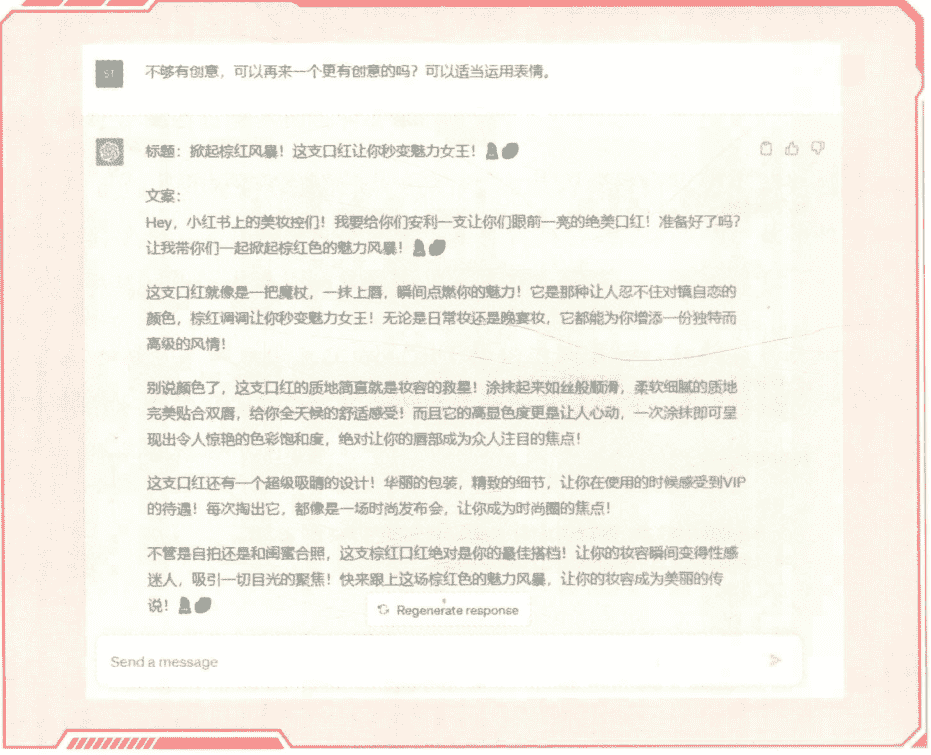 ST
不够有创意，可以再来一个更有创意的吗？可以适当运用表情。
标题：掀起棕红风暴！这支口红让你秒变魅力女王！
文案：
Hey，小红书上的美妆控们！我要给你们安利一支让你们眼前一亮的绝美口红！准备好了吗？
让我带你们一起掀起棕红色的魅力风暴！
这支口红就像是一把魔杖，一抹上唇，瞬间点燃你的魅力！它是那种让人忍不住对镜自恋的
颜色，棕红调调让你秒变魅力女王！无论是日常妆还是晚宴妆，它都能为你增添一份独特而
高级的风情！
别说颜色了，这支口红的质地简直就是妆容的救星！涂抹起来如丝般顺滑，柔软细腻的质地
完美贴合双唇，给你全天候的舒适感受！而且它的高显色度更是让人心动，一次涂抹即可呈
现出令人惊艳的色彩饱和度，绝对让你的唇部成为众人注目的焦点！
这支口红还有一个超级吸睛的设计！华丽的包装，精致的细节，让你在使用的时候感受到VIP
的待遇！每次掏出它，都像是一场时尚发布会，让你成为时尚圈的焦点！
不管是自拍还是和闺蜜合照，这支棕红口红绝对是你的最佳搭档！让你的妆容瞬间变得性感
迷人，吸引一切目光的聚焦！快来跟上这场棕红色的魅力风暴，让你的妆容成为美丽的传
说！
Regenerate response
Send a message